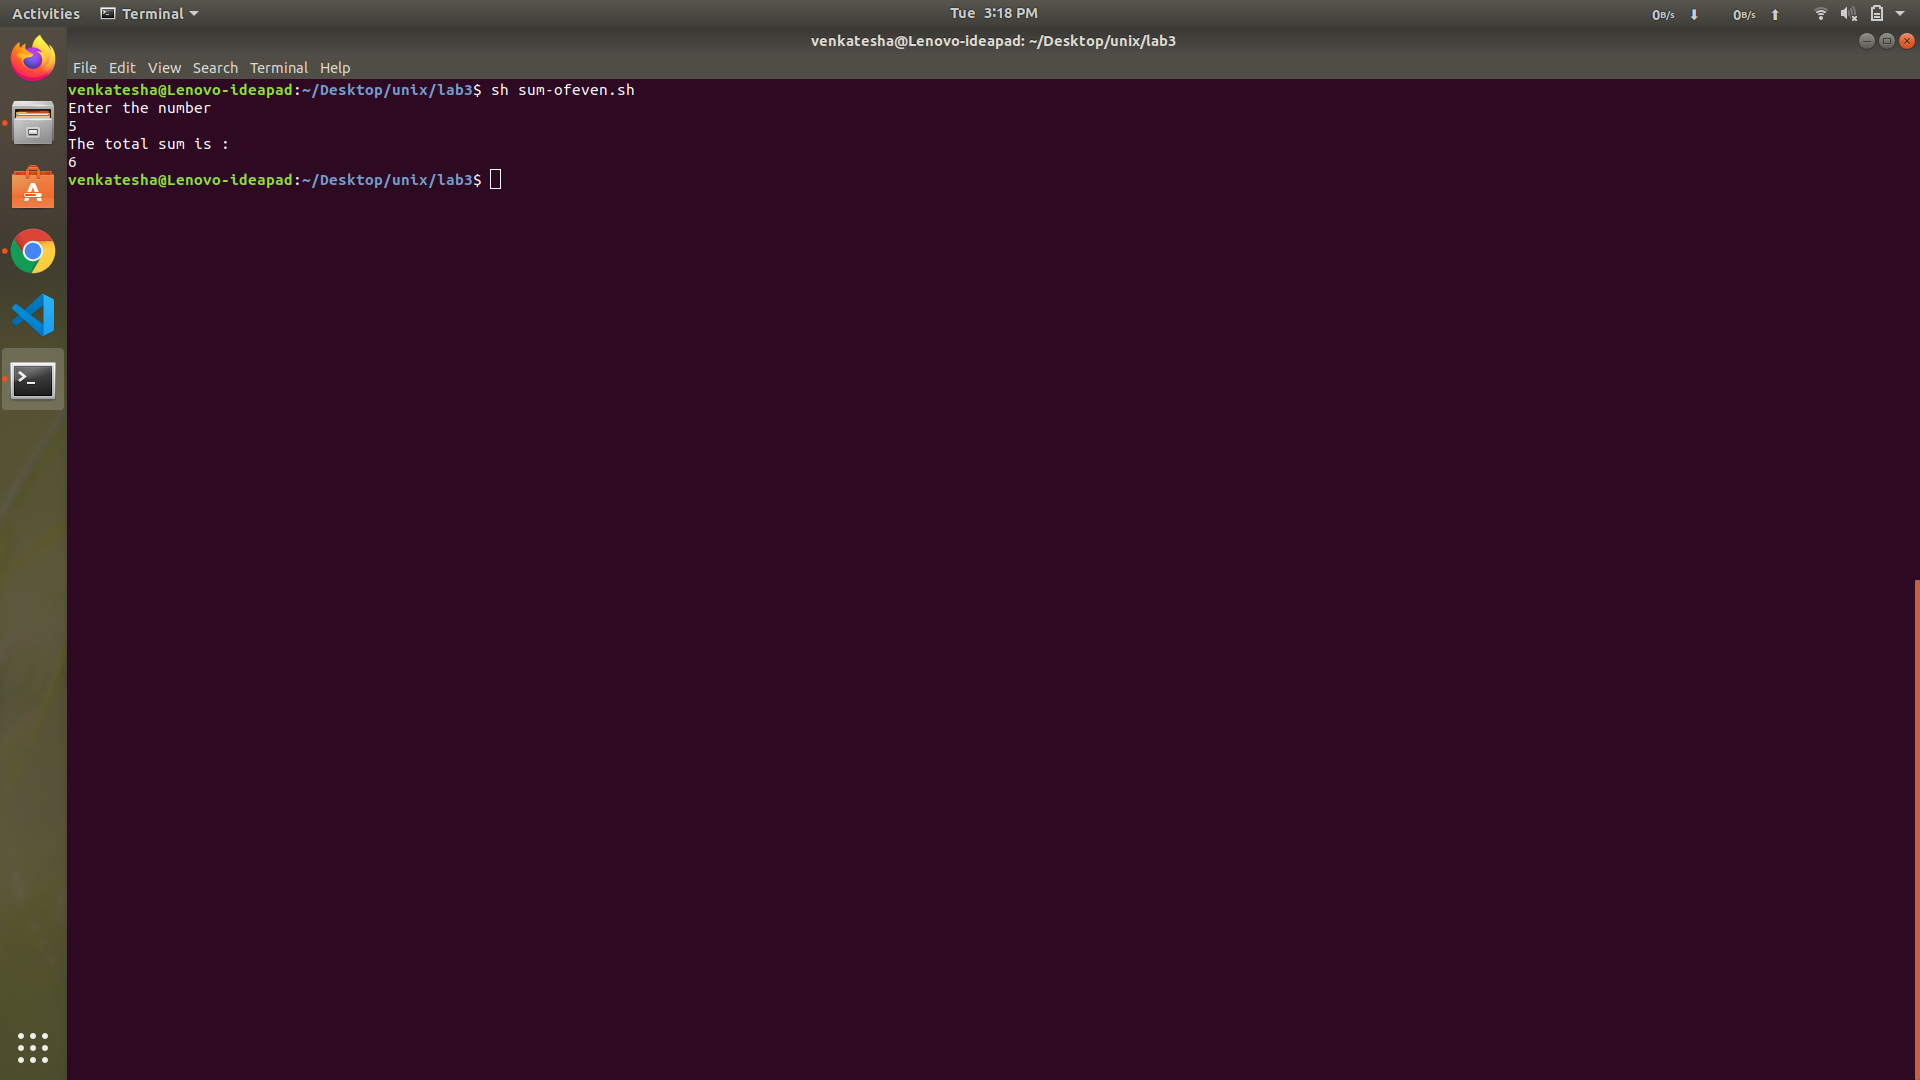 Activities Terminal Tue 3:18 PM 0B/s 0B/s
venkatesha@Lenovo-ideapad: ~/Desktop/unix/lab3
File Edit View Search Terminal Help
venkatesha@Lenovo-ideapad:~/Desktop/unix/lab3$ sh sum-ofeven.sh
Enter the number
5
The total sum is :
6
venkatesha@Lenovo-ideapad:~/Desktop/unix/lab3$